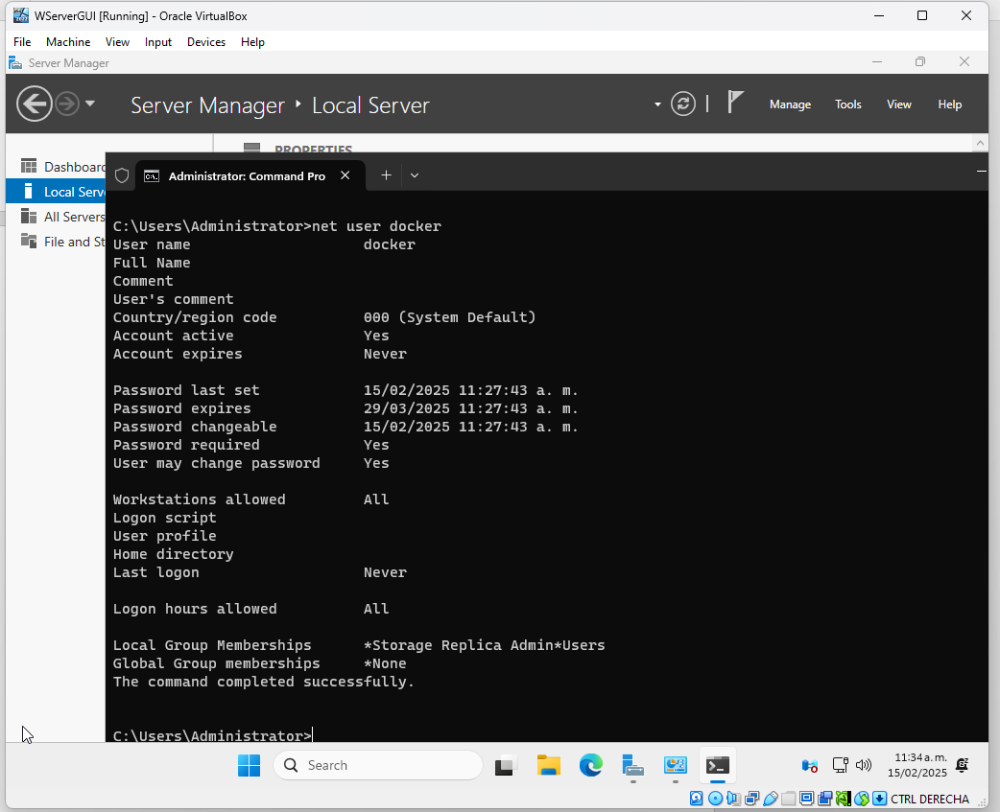 WServerGUI [Running] - Oracle VirtualBox
File Machine View Input Devices Help
Server Manager
Server Manager Local Server
Manage Tools View Help
PROPERTIES
Dashboard
Local Serv
All Servers
File and St
Administrator: Command Pro
C:\Users\Administrator>net user docker
User name docker
Full Name
Comment
User's comment
Country/region code 000 (System Default)
Account active Yes
Account expires Never
Password last set 15/02/2025 11:27:43 a. m.
Password expires 29/03/2025 11:27:43 a. m.
Password changeable 15/02/2025 11:27:43 a. m.
Password required Yes
User may change password Yes
Workstations allowed All
Logon script
User profile
Home directory
Last logon Never
Logon hours allowed All
Local Group Memberships *Storage Replica Admin*Users
Global Group memberships *None
The command completed successfully.
C:\Users\Administrator>
Search
11:34 a. m.
15/02/2025
CTRL DERECHA